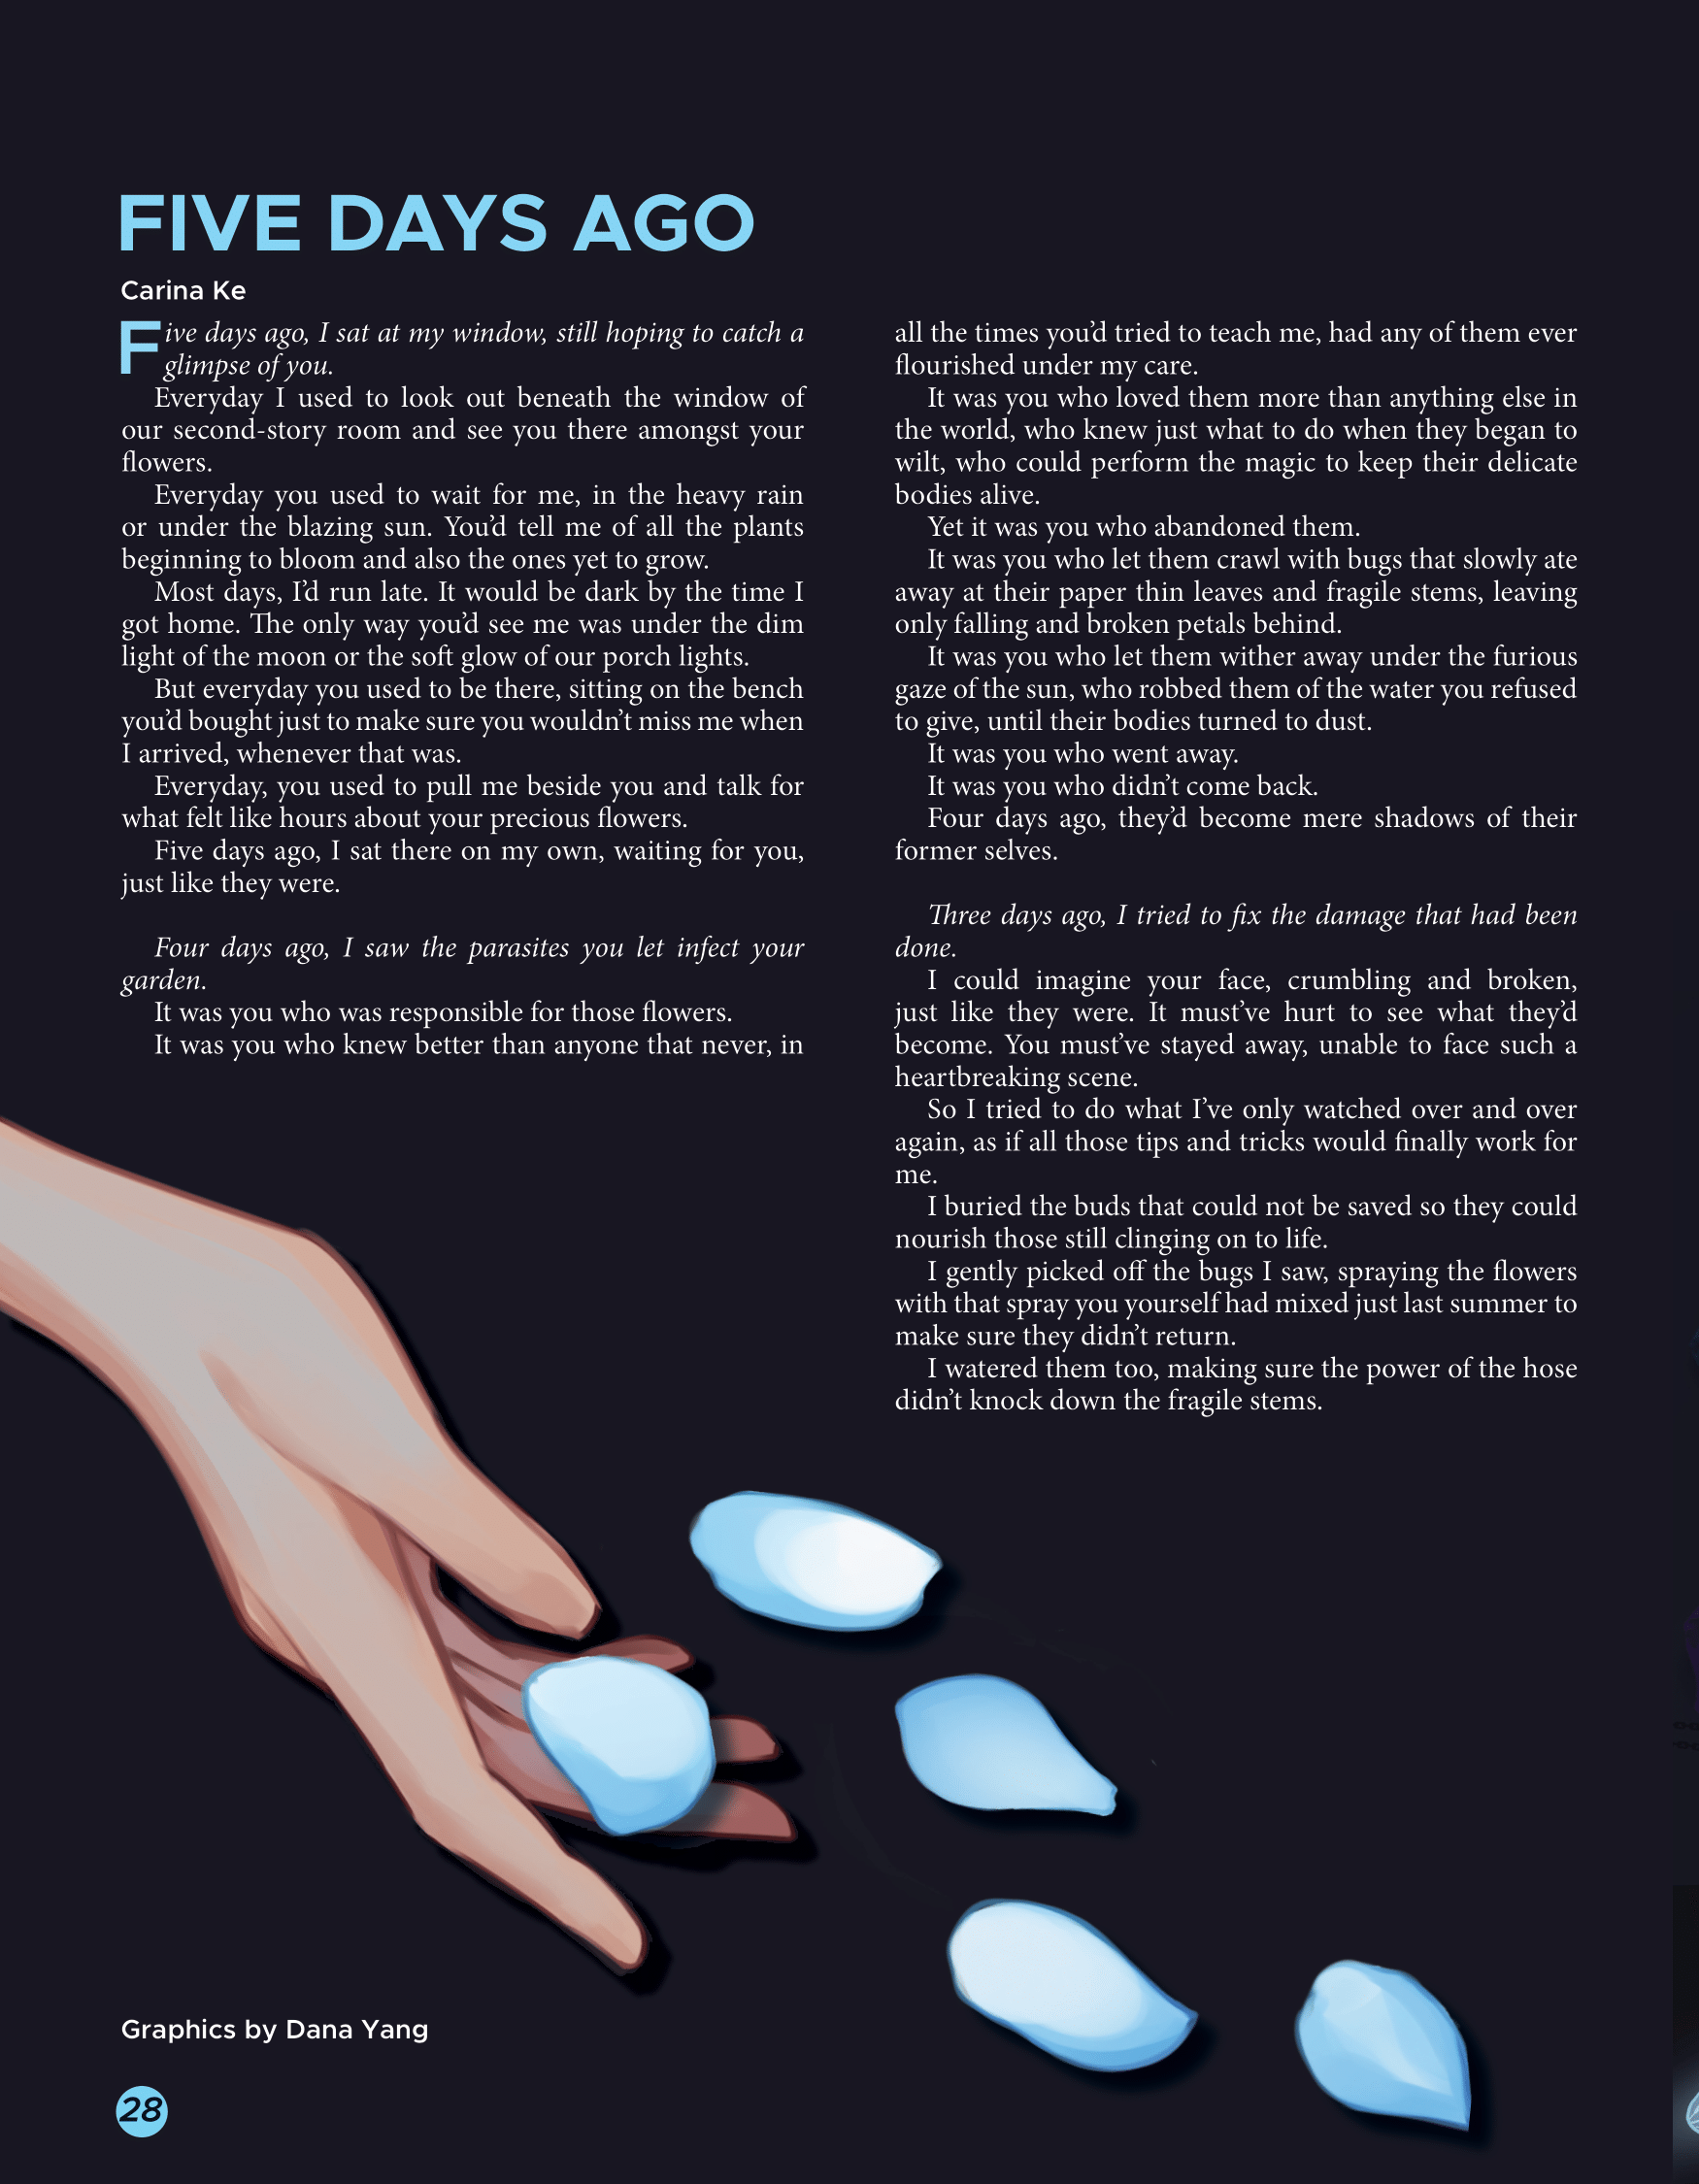 FIVE DAYS AGO
Carina Ke
Five days ago, I sat at my window, still hoping to catch a
glimpse of you.
Everyday I used to look out beneath the window of
our second-story room and see you there amongst your
flowers.
Everyday you used to wait for me, in the heavy rain
or under the blazing sun. You’d tell me of all the plants
beginning to bloom and also the ones yet to grow.
Most days, I’d run late. It would be dark by the time I
got home. The only way you’d see me was under the dim
light of the moon or the soft glow of our porch lights.
But everyday you used to be there, sitting on the bench
you’d bought just to make sure you wouldn’t miss me when
I arrived, whenever that was.
Everyday, you used to pull me beside you and talk for
what felt like hours about your precious flowers.
Five days ago, I sat there on my own, waiting for you,
just like they were.
Four days ago, I saw the parasites you let infect your
garden.
It was you who was responsible for those flowers.
It was you who knew better than anyone that never, in
all the times you’d tried to teach me, had any of them ever
flourished under my care.
It was you who loved them more than anything else in
the world, who knew just what to do when they began to
wilt, who could perform the magic to keep their delicate
bodies alive.
Yet it was you who abandoned them.
It was you who let them crawl with bugs that slowly ate
away at their paper thin leaves and fragile stems, leaving
only falling and broken petals behind.
It was you who let them wither away under the furious
gaze of the sun, who robbed them of the water you refused
to give, until their bodies turned to dust.
It was you who went away.
It was you who didn’t come back.
Four days ago, they’d become mere shadows of their
former selves.
Three days ago, I tried to fix the damage that had been
done.
I could imagine your face, crumbling and broken,
just like they were. It must’ve hurt to see what they’d
become. You must’ve stayed away, unable to face such a
heartbreaking scene.
So I tried to do what I’ve only watched over and over
again, as if all those tips and tricks would finally work for
me.
I buried the buds that could not be saved so they could
nourish those still clinging on to life.
I gently picked off the bugs I saw, spraying the flowers
with that spray you yourself had mixed just last summer to
make sure they didn’t return.
I watered them too, making sure the power of the hose
didn’t knock down the fragile stems.
Graphics by Dana Yang
28